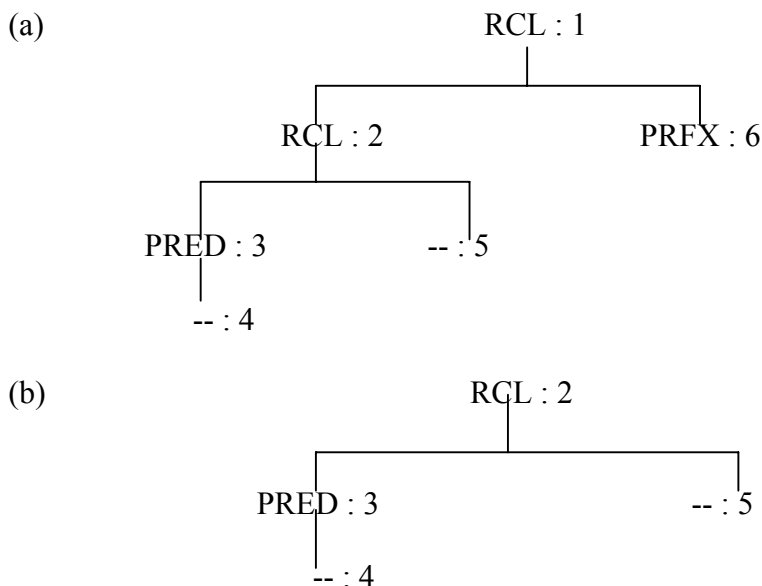 (a) RCL : 1
RCL : 2 PRFX : 6
PRED : 3 -- : 5
-- : 4
(b) RCL : 2
PRED : 3 -- : 5
-- : 4